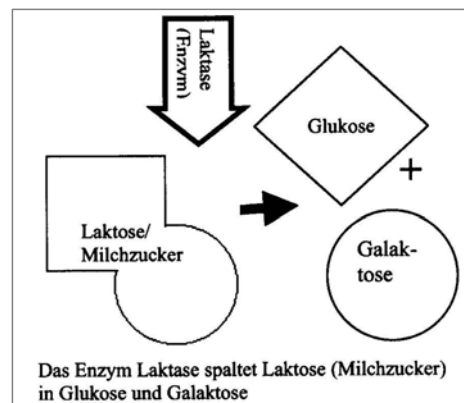 Laktase
(Enzym)
Glukose
+
Laktose/
Milchzucker
Galak-
tose
Das Enzym Laktase spaltet Laktose (Milchzucker)
in Glukose und Galaktose